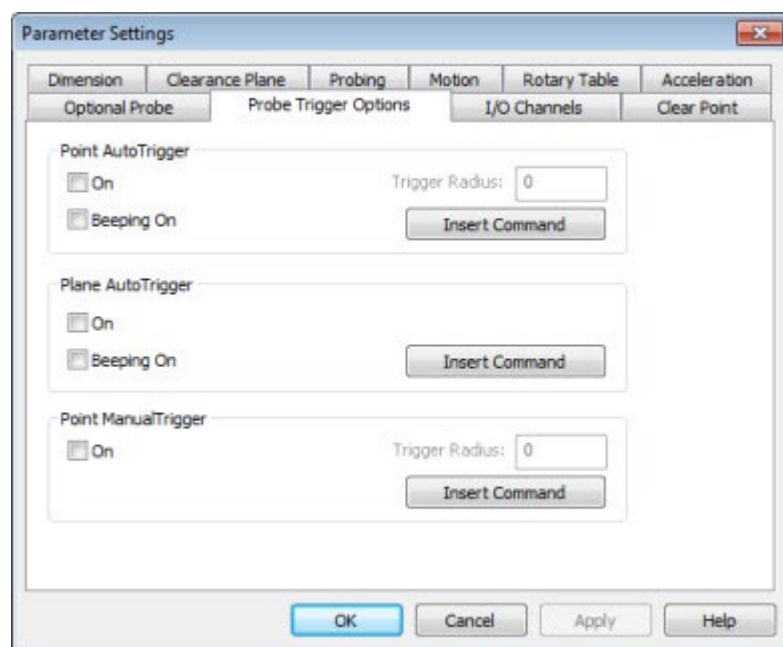 Parameter Settings
Dimension Clearance Plane Probing Motion Rotary Table Acceleration
Optional Probe Probe Trigger Options I/O Channels Clear Point
Point AutoTrigger
On Trigger Radius: 0
Beeping On Insert Command
Plane AutoTrigger
On
Beeping On Insert Command
Point ManualTrigger
On Trigger Radius: 0
Insert Command
OK Cancel Apply Help